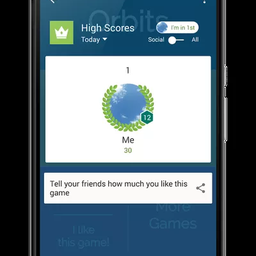 Orbits
High Scores
I'm in 1st
Today
Social
All
1
12
Me
30
Tell your friends how much you like this
game
I like
this game!
More
Games